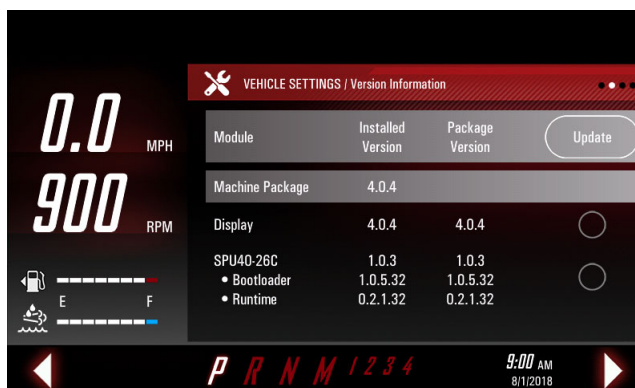 VEHICLE SETTINGS / Version Information
0.0 MPH
900 RPM
E F
Module Installed Version Package Version Update
Machine Package 4.0.4
Display 4.0.4 4.0.4
SPU40-26C 1.0.3 1.0.3
• Bootloader 1.0.5.32 1.0.5.32
• Runtime 0.2.1.32 0.2.1.32
P R N M 1 2 3 4
9:00 AM
8/1/2018